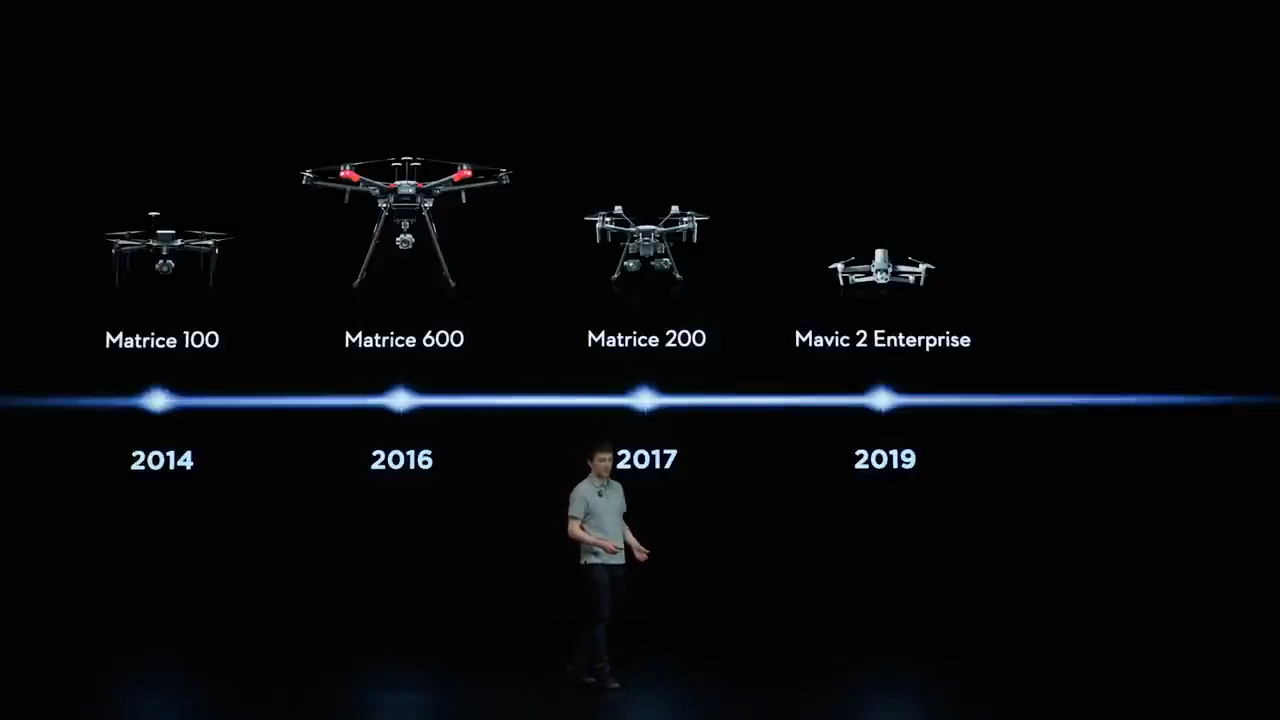 Matrice 100
Matrice 600
Matrice 200
Mavic 2 Enterprise
2014
2016
2017
2019